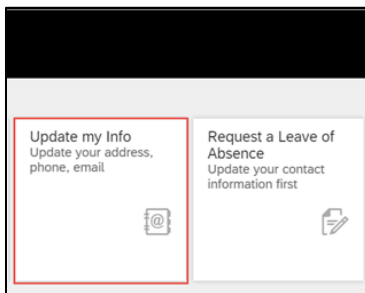 Update my Info
Update your address,
phone, email
Request a Leave of
Absence
Update your contact
information first